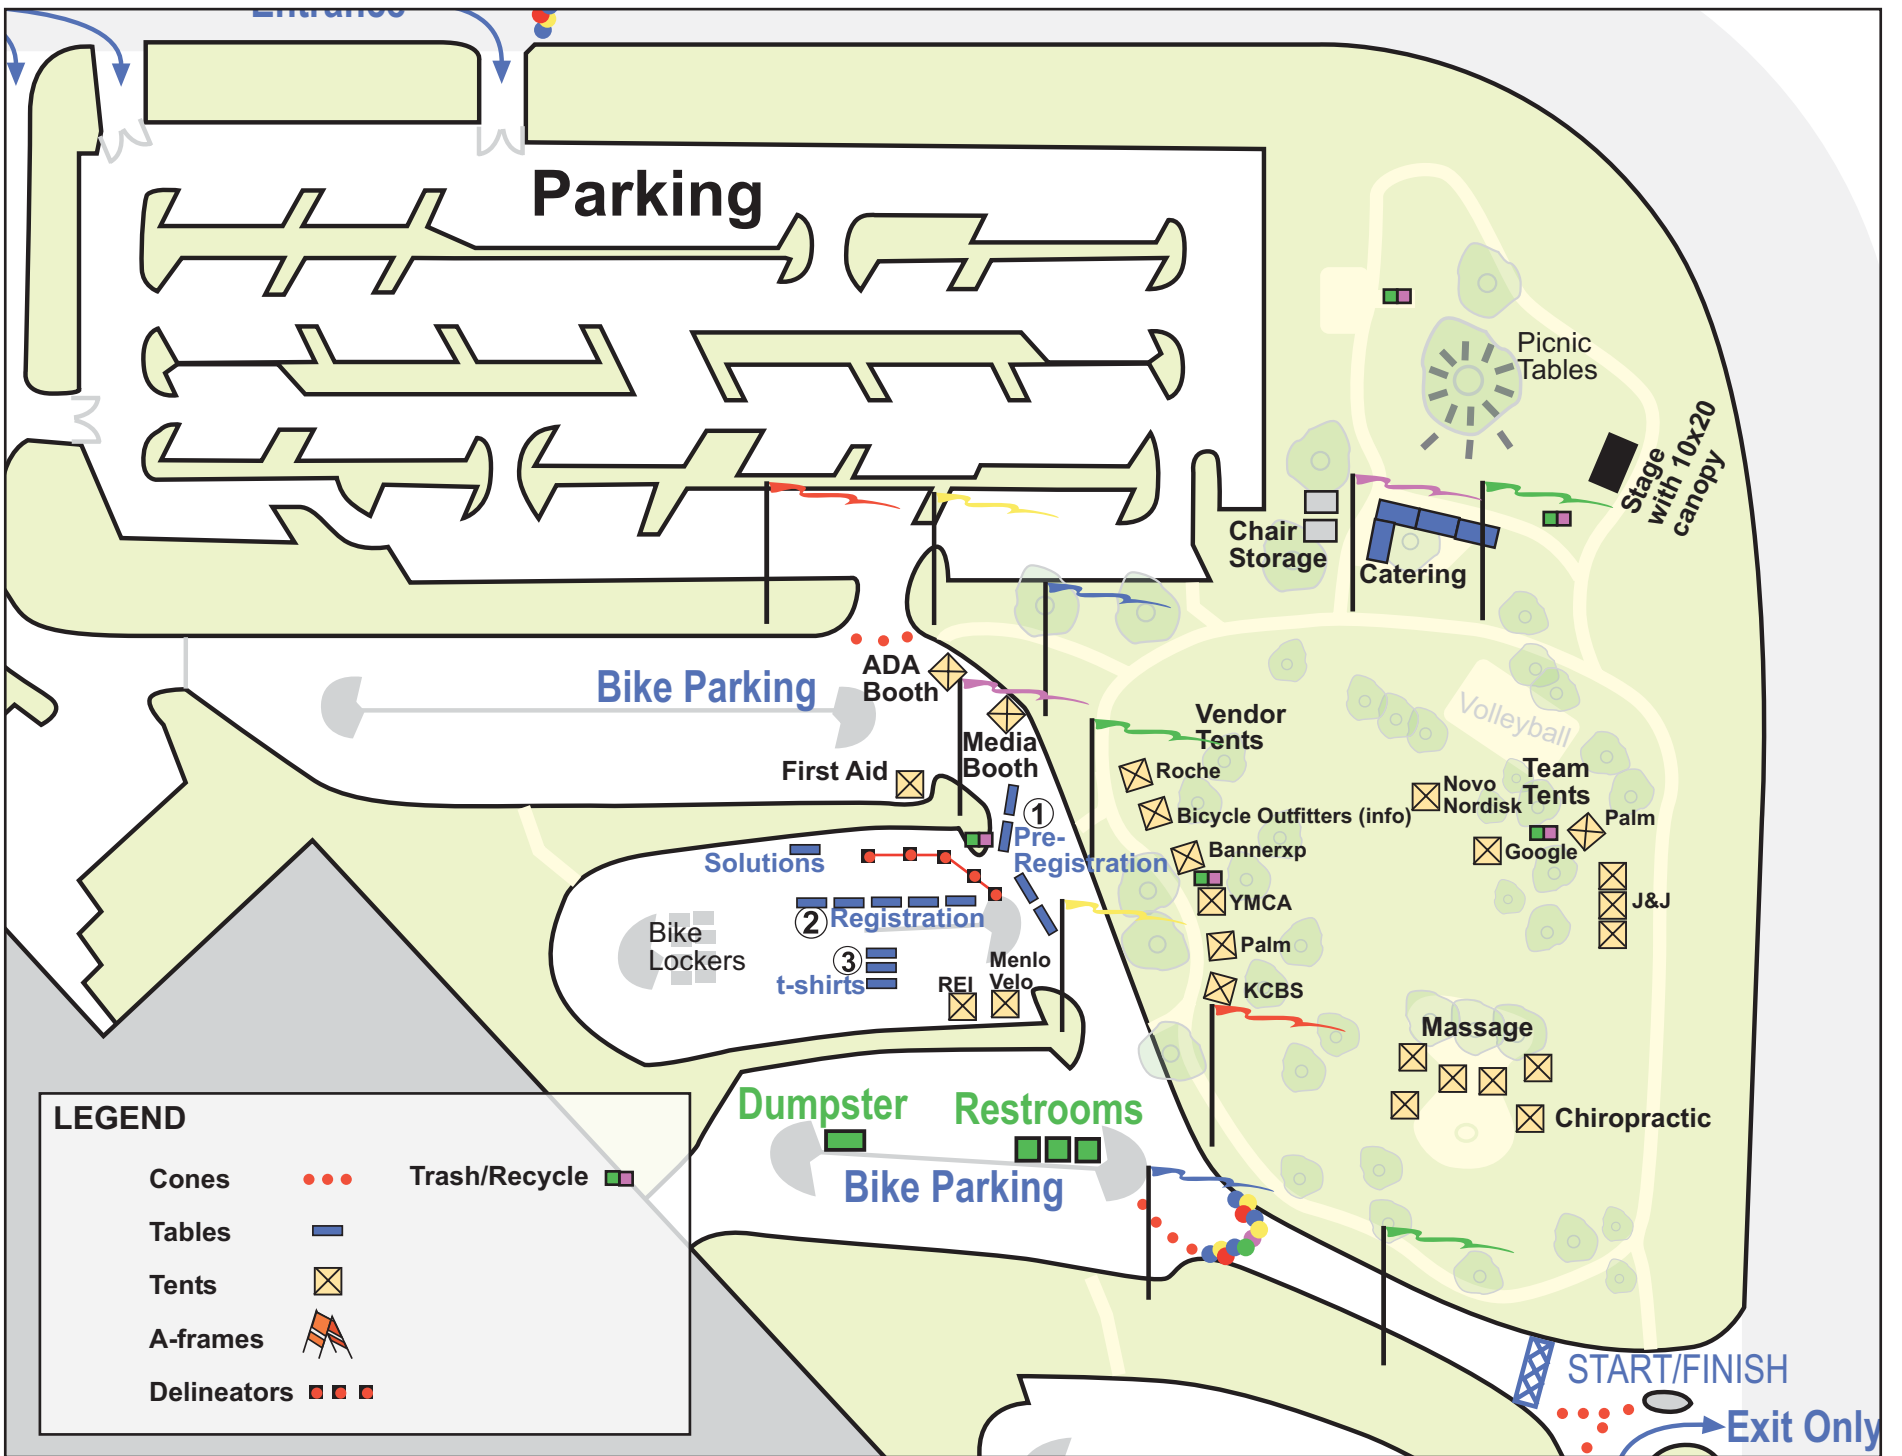 Entrance
Parking
Picnic
Tables
Stage
with 10x20
canopy
Chair
Storage
Catering
Bike Parking
ADA
Booth
Media
Booth
First Aid
Vendor
Tents
Volleyball
Roche
Novo
Nordisk
Team
Tents
Bicycle Outfitters (info)
Palm
1
Pre-
Registration
Solutions
Bannerxp
Google
YMCA
J&J
2
Registration
Bike
Lockers
3
t-shirts
Menlo
Velo
REI
Palm
KCBS
Massage
Chiropractic
Dumpster
Restrooms
Bike Parking
LEGEND
Cones
Trash/Recycle
Tables
Tents
A-frames
Delineators
START/FINISH
Exit Only